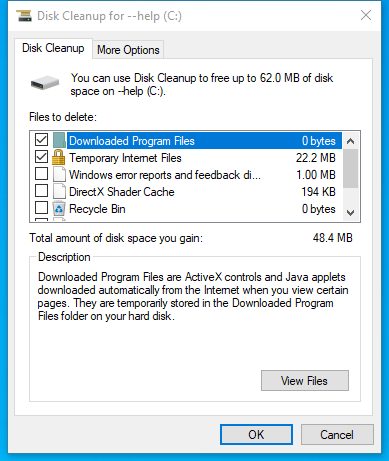 Disk Cleanup for --help (C:)
Disk Cleanup
More Options
You can use Disk Cleanup to free up to 62.0 MB of disk
space on --help (C:).
Files to delete:
Downloaded Program Files 0 bytes
Temporary Internet Files 22.2 MB
Windows error reports and feedback di... 1.00 MB
DirectX Shader Cache 194 KB
Recycle Bin 0 bytes
Total amount of disk space you gain: 48.4 MB
Description
Downloaded Program Files are ActiveX controls and Java applets
downloaded automatically from the Internet when you view certain
pages. They are temporarily stored in the Downloaded Program
Files folder on your hard disk.
View Files
OK
Cancel